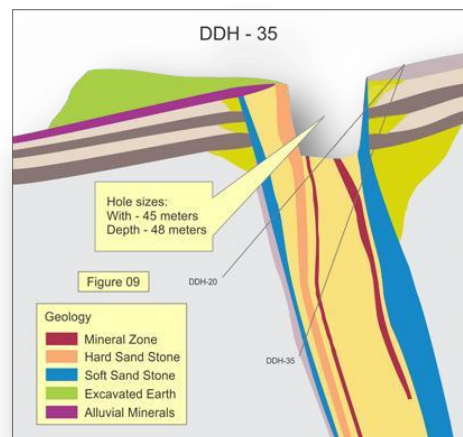 DDH - 35
Hole sizes:
With - 45 meters
Depth - 48 meters
DDH-20
Figure 09
DDH-35
Geology
Mineral Zone
Hard Sand Stone
Soft Sand Stone
Excavated Earth
Alluvial Minerals